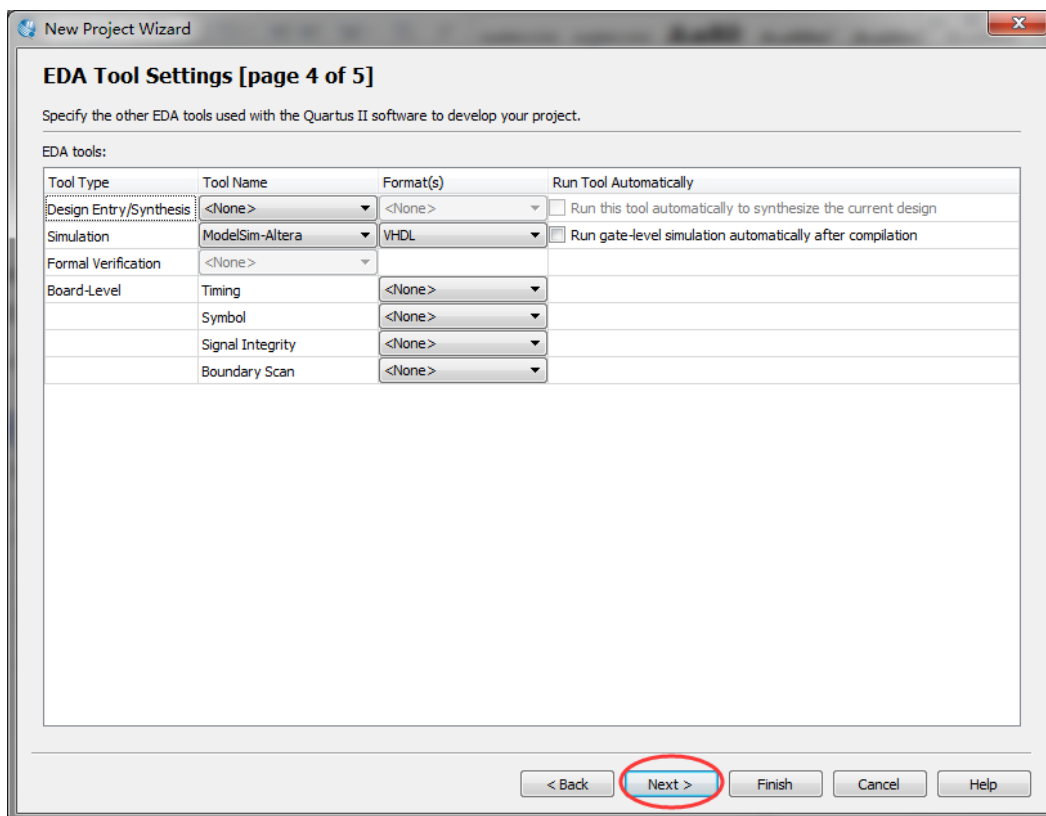 New Project Wizard
EDA Tool Settings [page 4 of 5]
Specify the other EDA tools used with the Quartus II software to develop your project.
EDA tools:
Tool Type Tool Name Format(s) Run Tool Automatically
Design Entry/Synthesis <None> <None> Run this tool automatically to synthesize the current design
Simulation ModelSim-Altera VHDL Run gate-level simulation automatically after compilation
Formal Verification <None>
Board-Level Timing <None>
Symbol <None>
Signal Integrity <None>
Boundary Scan <None>
< Back Next > Finish Cancel Help